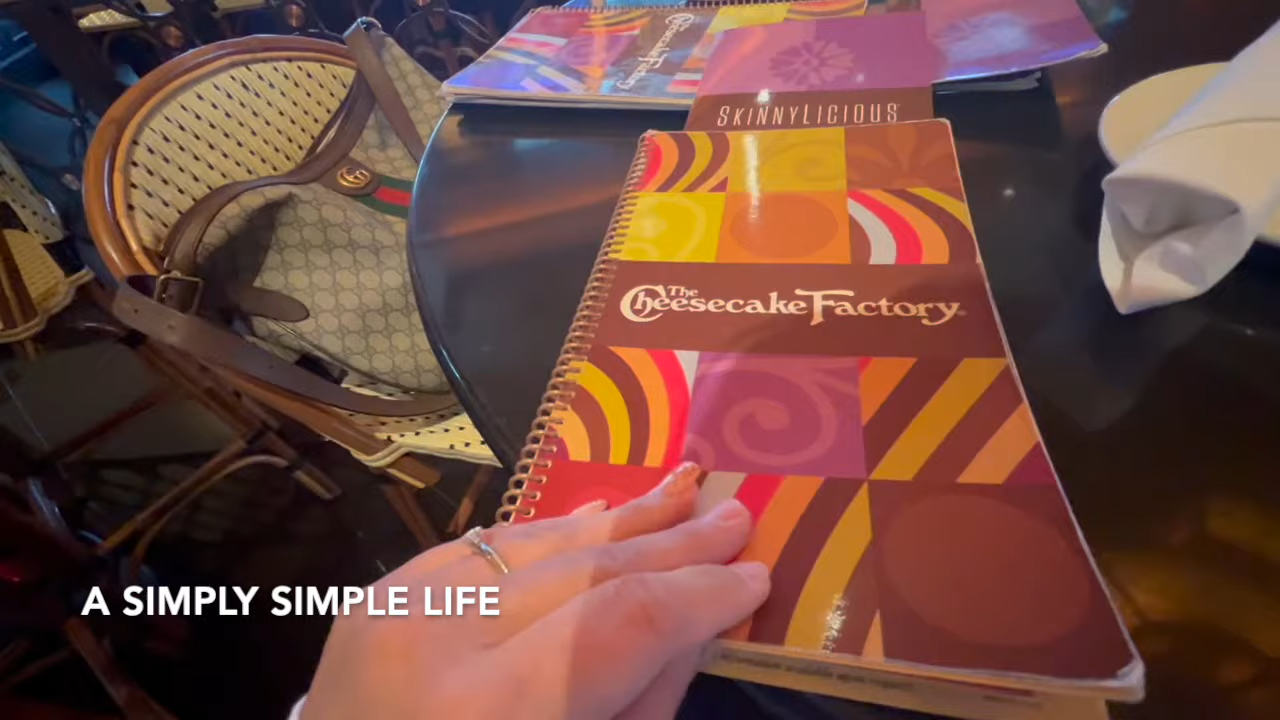 The Cheesecake Factory
SKINNYLICIOUS
The Cheesecake Factory®
A SIMPLY SIMPLE LIFE